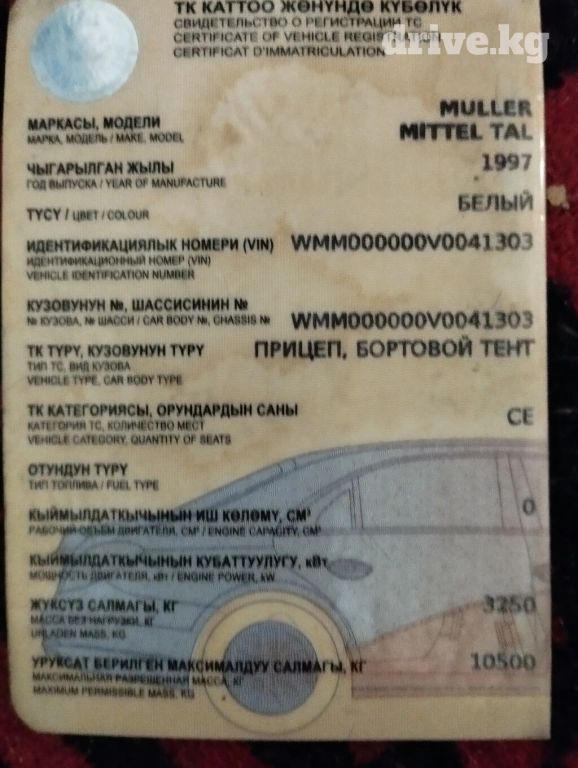 ТК КАТТОО ЖӨНҮНДӨ КҮБӨЛҮК
СВИДЕТЕЛЬСТВО О РЕГИСТРАЦИИ ТС
CERTIFICATE OF VEHICLE REGISTRATION
CERTIFICAT D'IMMATRICULATION
drive.kg
МАРКАСЫ, МОДЕЛИ
МАРКА, МОДЕЛЬ / MAKE, MODEL
MULLER
MITTEL TAL
ЧЫГАРЫЛГАН ЖЫЛЫ
ГОД ВЫПУСКА / YEAR OF MANUFACTURE
1997
ТҮСҮ / ЦВЕТ / COLOUR
БЕЛЫЙ
ИДЕНТИФИКАЦИЯЛЫК НОМЕРИ (VIN)
ИДЕНТИФИКАЦИОННЫЙ НОМЕР (VIN)
VEHICLE IDENTIFICATION NUMBER
WMM000000V0041303
КУЗОВУНУН №, ШАССИСИНИН №
№ КУЗОВА, № ШАССИ / CAR BODY №, CHASSIS №
WMM000000V0041303
ТК ТҮРҮ, КУЗОВУНУН ТҮРҮ
ТИП ТС, ВИД КУЗОВА
VEHICLE TYPE, CAR BODY TYPE
ПРИЦЕП, БОРТОВОЙ ТЕНТ
ТК КАТЕГОРИЯСЫ, ОРУНДАРДЫН САНЫ
КАТЕГОРИЯ ТС, КОЛИЧЕСТВО МЕСТ
VEHICLE CATEGORY, QUANTITY OF SEATS
CE
ОТУНДУН ТҮРҮ
ТИП ТОПЛИВА / FUEL TYPE
КЫЙМЫЛДАТКЫЧЫНЫН ИШ КӨЛӨМҮ, СМ³
РАБОЧИЙ ОБЪЕМ ДВИГАТЕЛЯ, СМ³ / ENGINE CAPACITY, CM³
0
КЫЙМЫЛДАТКЫЧЫНЫН КУБАТТУУЛУГУ, кВт
МОЩНОСТЬ ДВИГАТЕЛЯ, кВт / ENGINE POWER, kW
ЖҮКСҮЗ САЛМАГЫ, КГ
МАССА БЕЗ НАГРУЗКИ, КГ
UNLADEN MASS, KG
3250
УРУКСАТ БЕРИЛГЕН МАКСИМАЛДУУ САЛМАГЫ, КГ
МАКСИМАЛЬНАЯ РАЗРЕШЕННАЯ МАССА, КГ
MAXIMUM PERMISSIBLE MASS, KG
10500